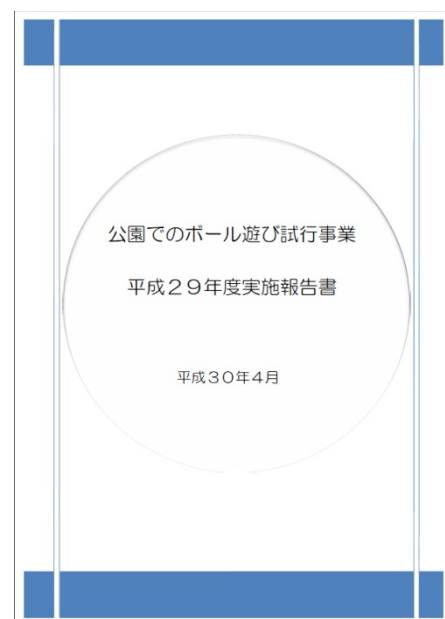 公園でのボール遊び試行事業
平成２９年度実施報告書
平成３０年４月